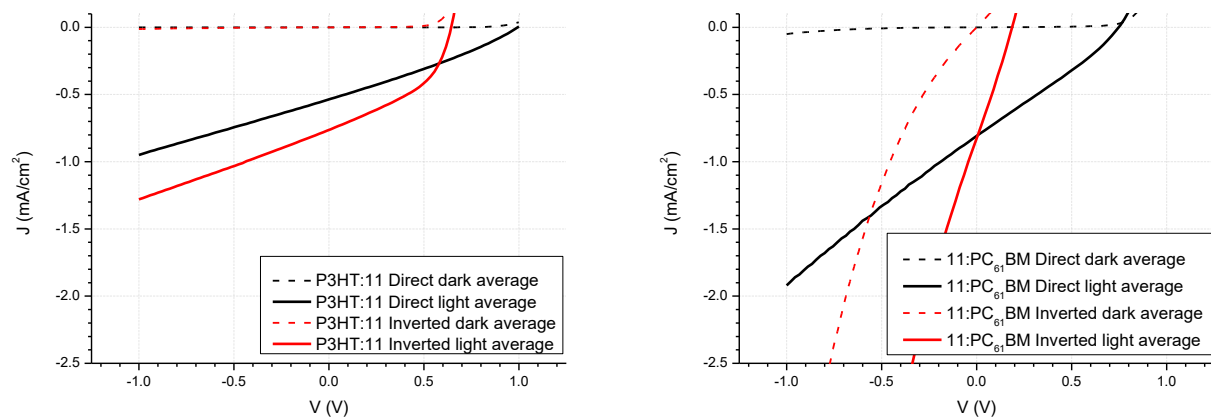 0.0
-0.5
-1.0
-1.5
-2.0
-2.5
J (mA/cm²)
P3HT:11 Direct dark average
P3HT:11 Direct light average
P3HT:11 Inverted dark average
P3HT:11 Inverted light average
-1.0 -0.5 0.0 0.5 1.0
V (V)
0.0
-0.5
-1.0
-1.5
-2.0
-2.5
J (mA/cm²)
11:PC₆₁BM Direct dark average
11:PC₆₁BM Direct light average
11:PC₆₁BM Inverted dark average
11:PC₆₁BM Inverted light average
-1.0 -0.5 0.0 0.5 1.0
V (V)